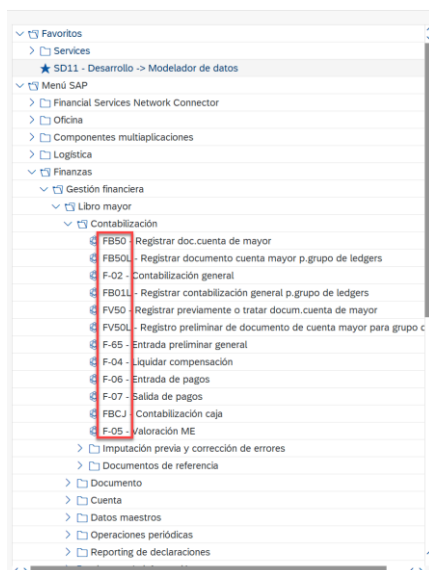 Favoritos
Services
SD11 - Desarrollo -> Modelador de datos
Menú SAP
Financial Services Network Connector
Oficina
Componentes multiaplicaciones
Logística
Finanzas
Gestión financiera
Libro mayor
Contabilización
FB50 - Registrar doc.cuenta de mayor
FB50L - Registrar documento cuenta mayor p.grupo de ledgers
F-02 - Contabilización general
FB01L - Registrar contabilización general p.grupo de ledgers
FV50 - Registrar previamente o tratar docum.cuenta de mayor
FV50L - Registro preliminar de documento de cuenta mayor para grupo
F-65 - Entrada preliminar general
F-04 - Liquidar compensación
F-06 - Entrada de pagos
F-07 - Salida de pagos
FBCJ - Contabilización caja
F-05 - Valoración ME
Imputación previa y corrección de errores
Documentos de referencia
Documento
Cuenta
Datos maestros
Operaciones periódicas
Reporting de declaraciones